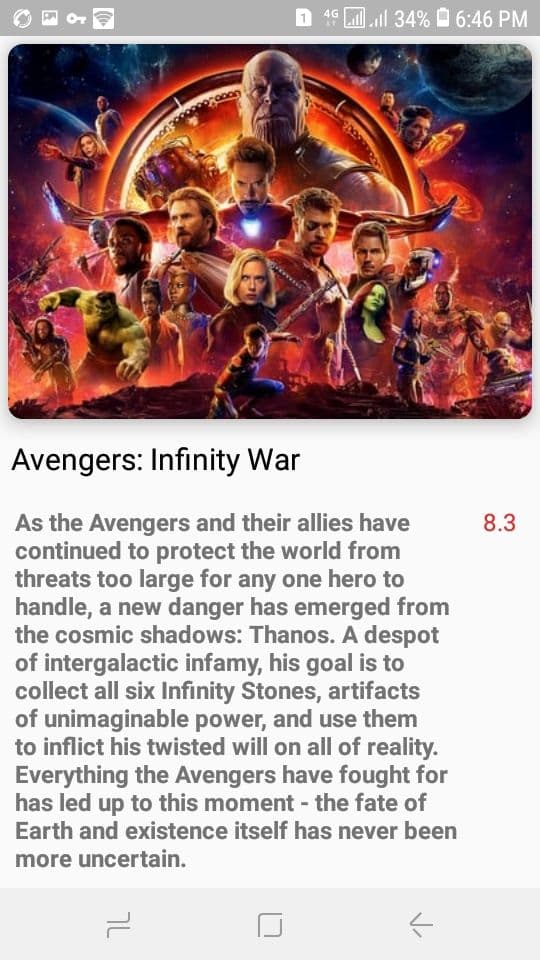 1 4G 34% 6:46 PM
Avengers: Infinity War
As the Avengers and their allies have 8.3
continued to protect the world from
threats too large for any one hero to
handle, a new danger has emerged from
the cosmic shadows: Thanos. A despot
of intergalactic infamy, his goal is to
collect all six Infinity Stones, artifacts
of unimaginable power, and use them
to inflict his twisted will on all of reality.
Everything the Avengers have fought for
has led up to this moment - the fate of
Earth and existence itself has never been
more uncertain.